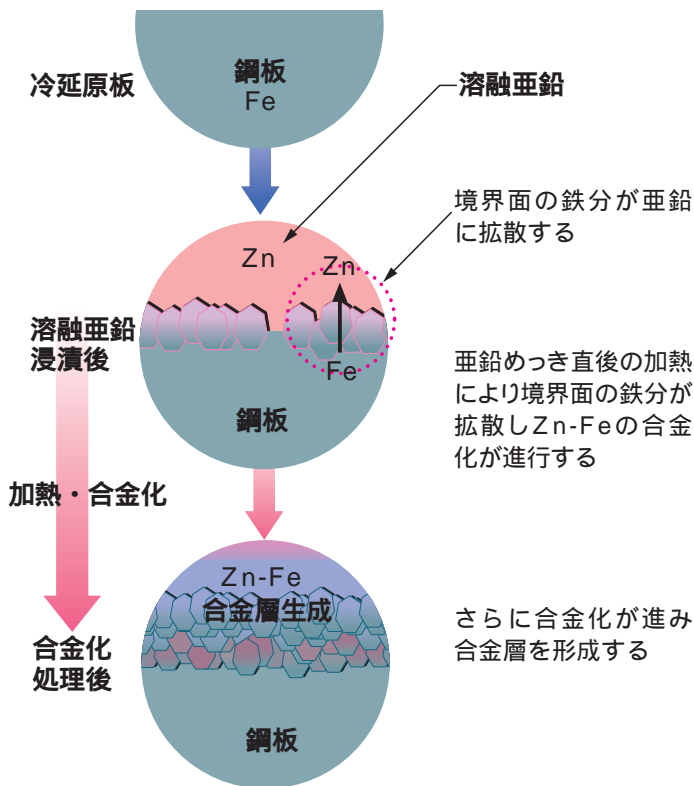 冷延原板
鋼板
Fe
溶融亜鉛
境界面の鉄分が亜鉛
に拡散する
Zn
Zn
溶融亜鉛
浸漬後
Fe
鋼板
亜鉛めっき直後の加熱
により境界面の鉄分が
拡散しZn-Feの合金
化が進行する
加熱・合金化
Zn-Fe
合金層生成
合金化
処理後
さらに合金化が進み
合金層を形成する
鋼板